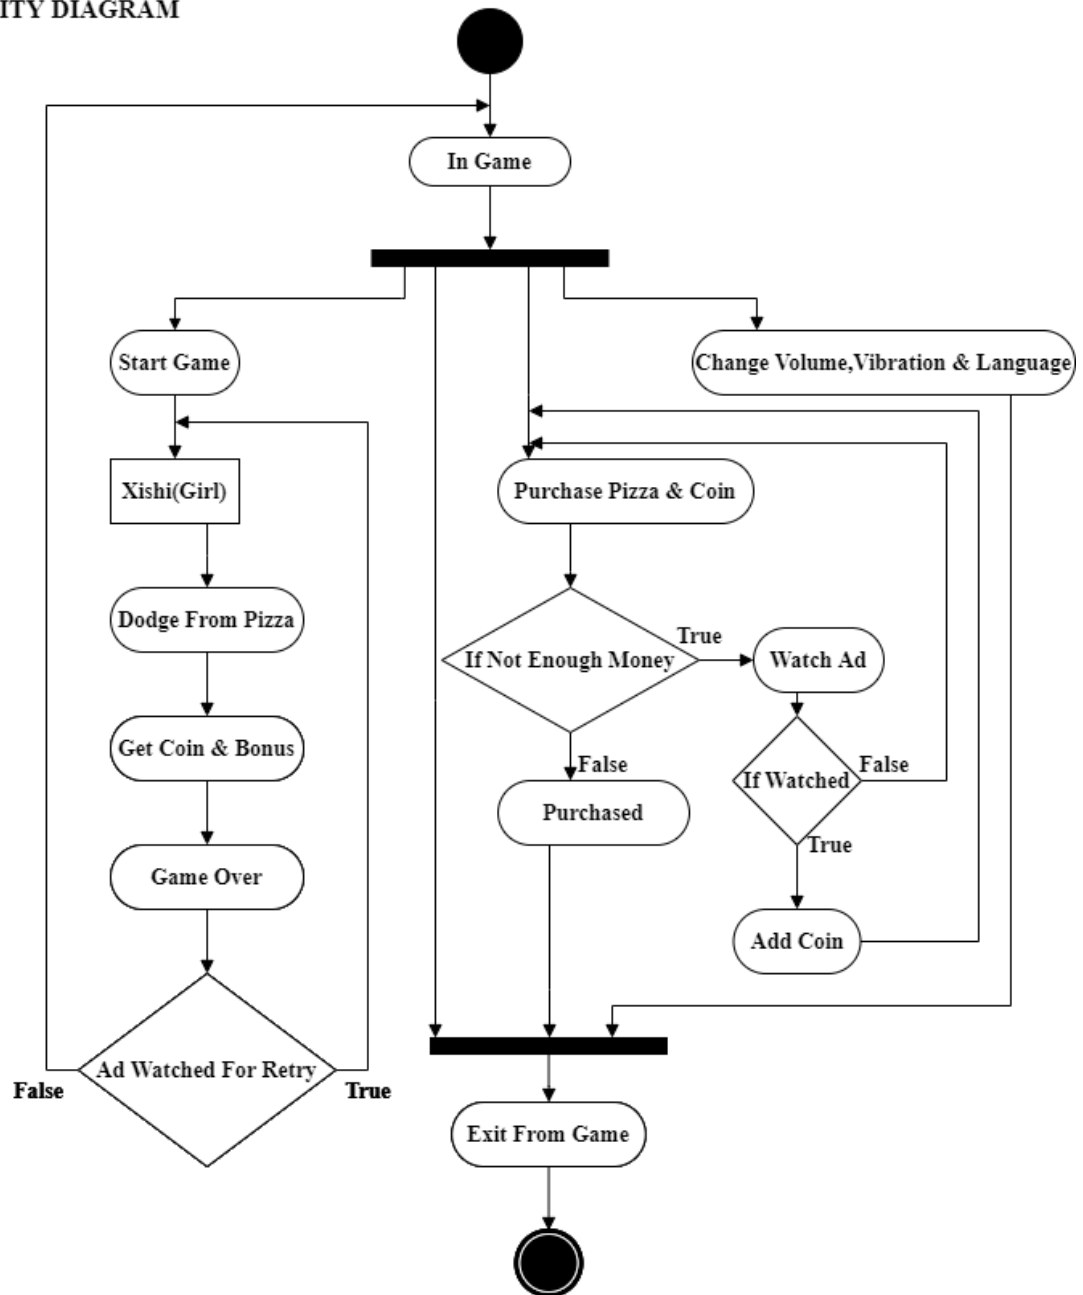 ITY DIAGRAM
In Game
Start Game
Change Volume,Vibration & Language
Xishi(Girl)
Purchase Pizza & Coin
Dodge From Pizza
If Not Enough Money
True
Watch Ad
Get Coin & Bonus
False
If Watched
False
Purchased
True
Game Over
Add Coin
Ad Watched For Retry
False
True
Exit From Game